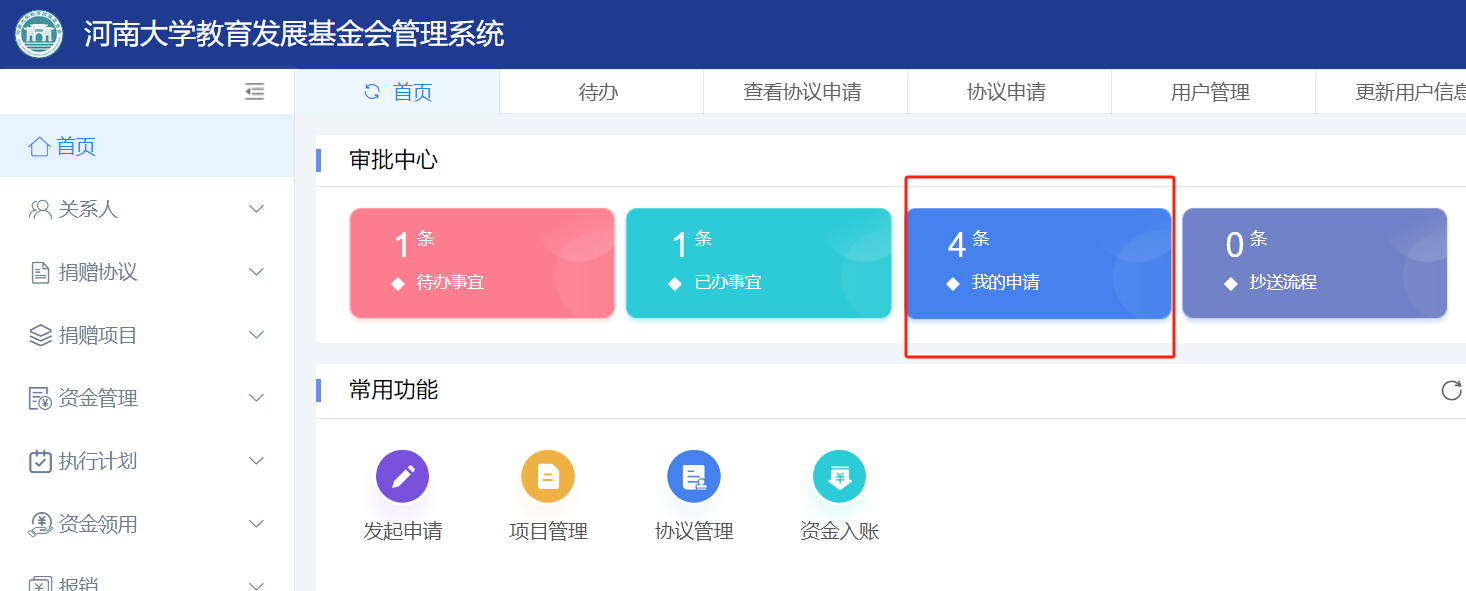 河南大学教育发展基金会管理系统
首页
待办
查看协议申请
协议申请
用户管理
更新用户信息
首页
关系人
捐赠协议
捐赠项目
资金管理
执行计划
资金领用
报销
审批中心
1 条
待办事宜
1 条
已办事宜
4 条
我的申请
0 条
抄送流程
常用功能
发起申请
项目管理
协议管理
资金入账